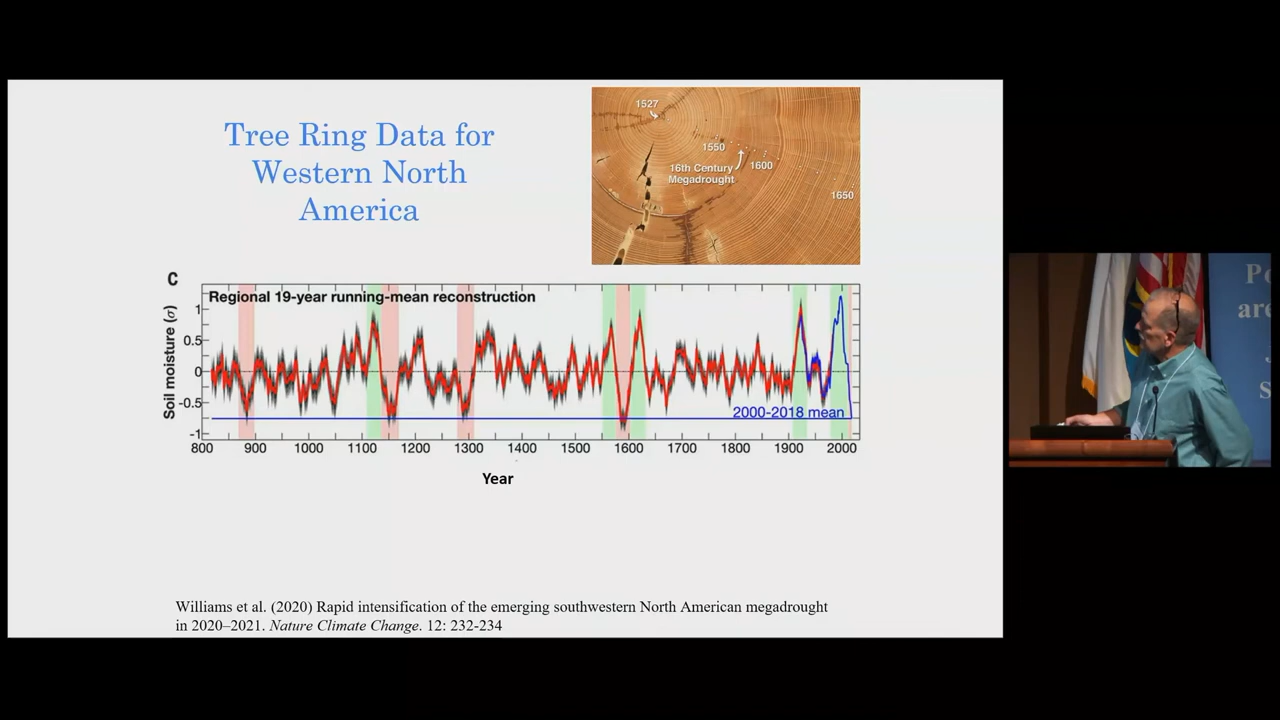 Tree Ring Data for
Western North
America
1527
1550
16th Century
Megadrought
1600
1650
C
Regional 19-year running-mean reconstruction
Soil moisture (σ)
1
0.5
0
-0.5
-1
2000-2018 mean
800 900 1000 1100 1200 1300 1400 1500 1600 1700 1800 1900 2000
Year
Williams et al. (2020) Rapid intensification of the emerging southwestern North American megadrought
in 2020–2021. Nature Climate Change. 12: 232-234